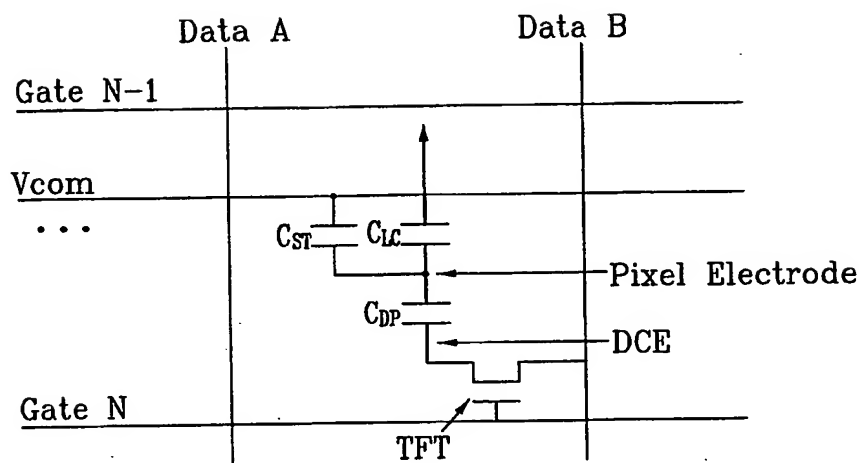 Data A
Data B
Gate N-1
Vcom
...
CST
CLC
Pixel Electrode
CDP
DCE
Gate N
TFT